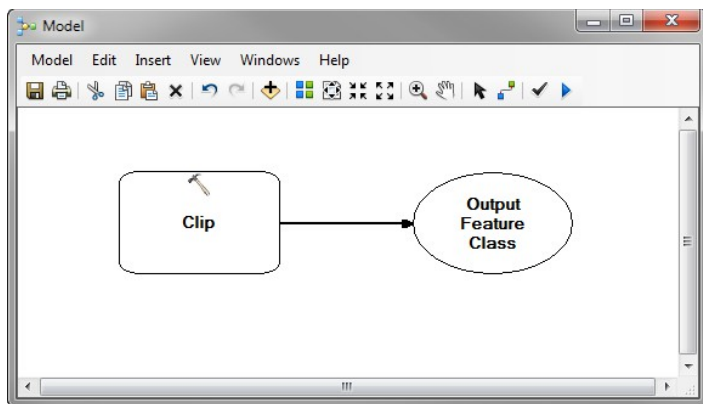 Model
Model Edit Insert View Windows Help
Clip
Output
Feature
Class